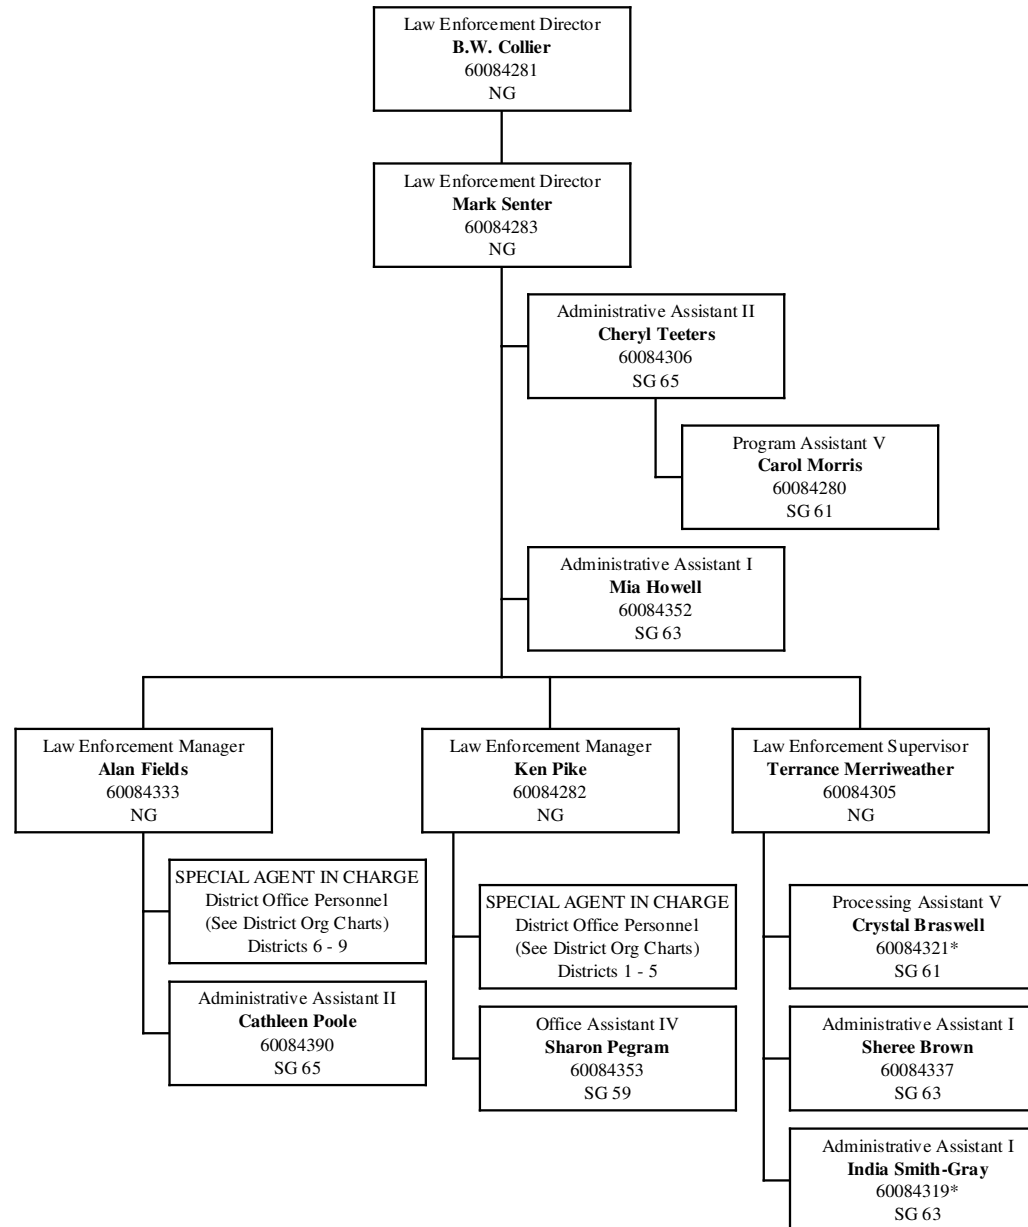 Law Enforcement Director
B.W. Collier
60084281
NG
Law Enforcement Director
Mark Senter
60084283
NG
Administrative Assistant II
Cheryl Teeters
60084306
SG 65
Program Assistant V
Carol Morris
60084280
SG 61
Administrative Assistant I
Mia Howell
60084352
SG 63
Law Enforcement Manager
Alan Fields
60084333
NG
Law Enforcement Manager
Ken Pike
60084282
NG
Law Enforcement Supervisor
Terrance Merriweather
60084305
NG
SPECIAL AGENT IN CHARGE
District Office Personnel
(See District Org Charts)
Districts 6 - 9
Administrative Assistant II
Cathleen Poole
60084390
SG 65
SPECIAL AGENT IN CHARGE
District Office Personnel
(See District Org Charts)
Districts 1 - 5
Office Assistant IV
Sharon Pegram
60084353
SG 59
Processing Assistant V
Crystal Braswell
60084321*
SG 61
Administrative Assistant I
Sheree Brown
60084337
SG 63
Administrative Assistant I
India Smith-Gray
60084319*
SG 63